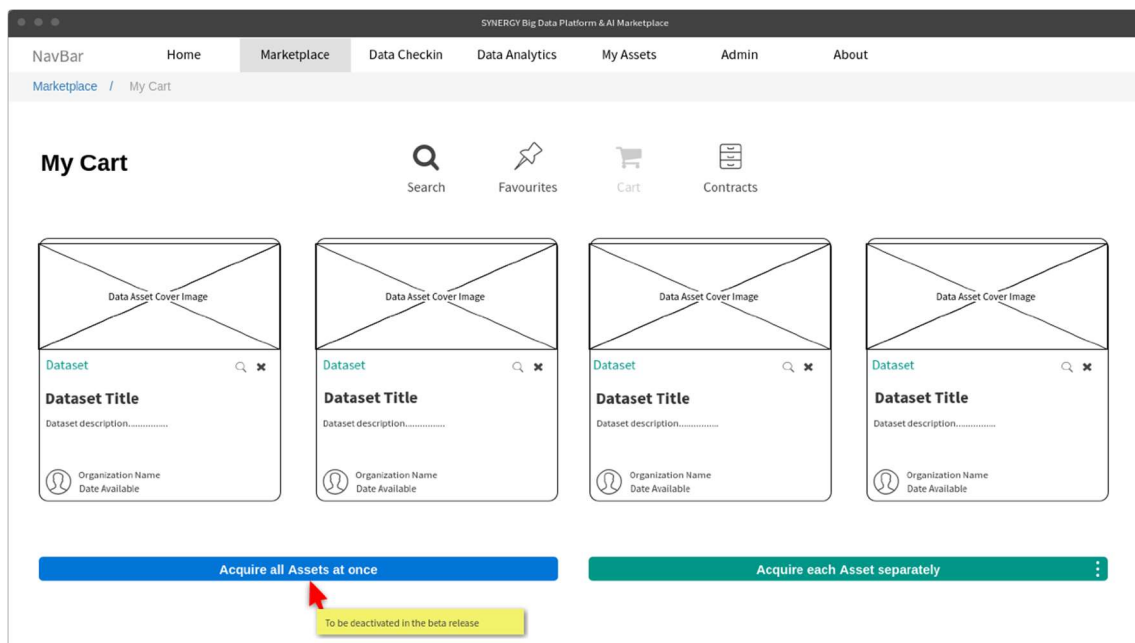 SYNERGY Big Data Platform & AI Marketplace
NavBar Home Marketplace Data Checkin Data Analytics My Assets Admin About
Marketplace / My Cart
My Cart
Search Favourites Cart Contracts
Data Asset Cover Image Data Asset Cover Image Data Asset Cover Image Data Asset Cover Image
Dataset Dataset Dataset Dataset
Dataset Title Dataset Title Dataset Title Dataset Title
Dataset description............... Dataset description............... Dataset description............... Dataset description...............
Organization Name Organization Name Organization Name Organization Name
Date Available Date Available Date Available Date Available
Acquire all Assets at once Acquire each Asset separately
To be deactivated in the beta release